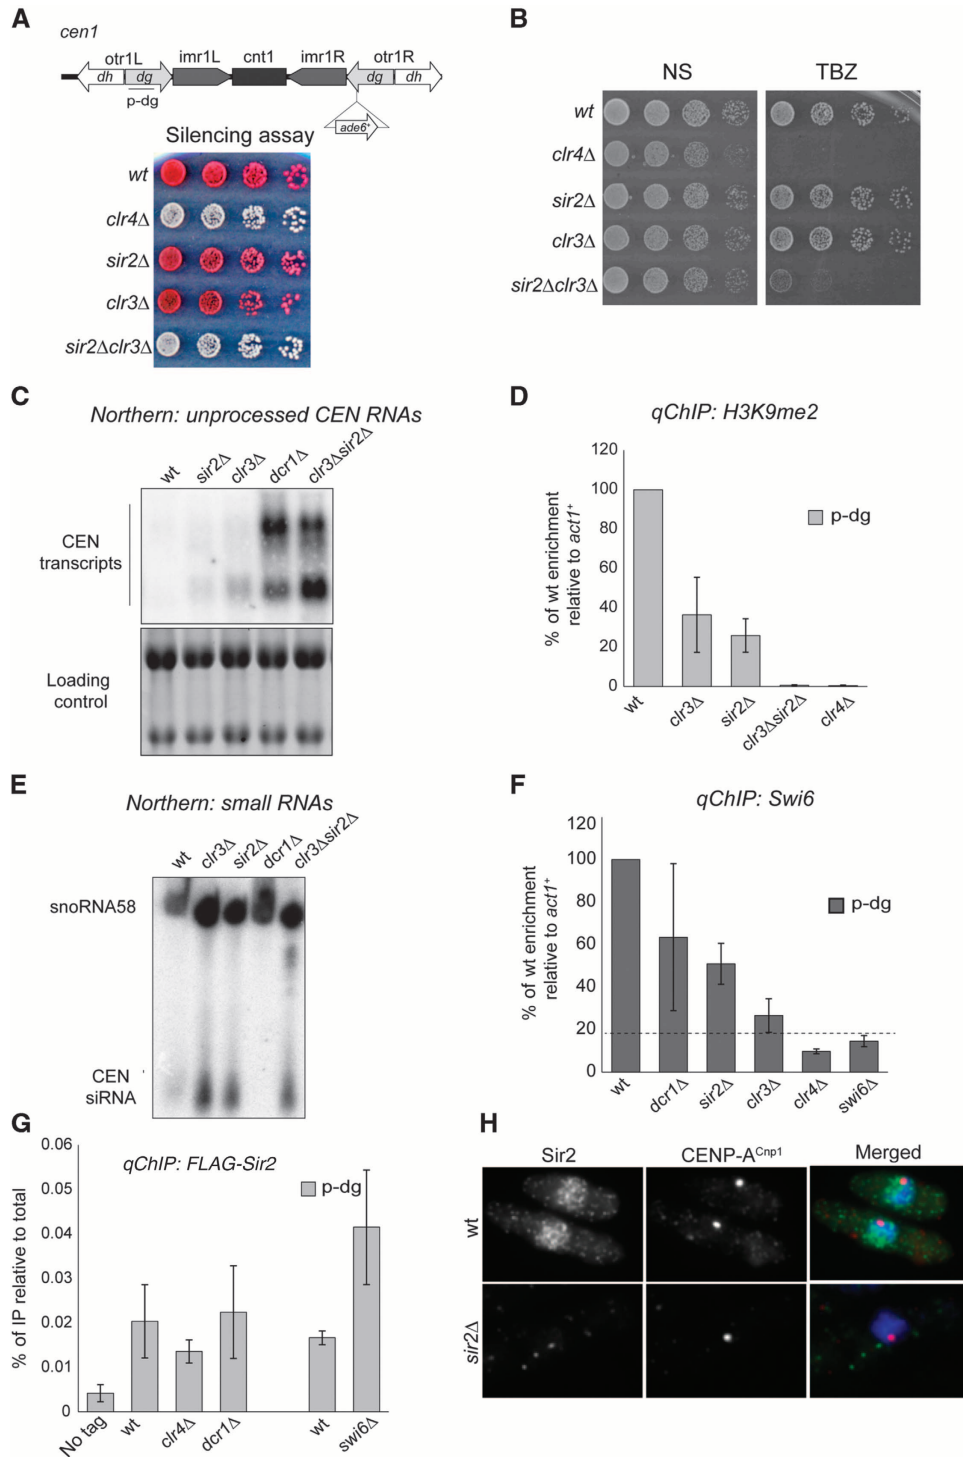 A
cen1
otr1L imr1L cnt1 imr1R otr1R
dh dg dg dh
p-dg
ade6+
Silencing assay
wt
clr4Δ
sir2Δ
clr3Δ
sir2Δclr3Δ
B
NS TBZ
wt
clr4Δ
sir2Δ
clr3Δ
sir2Δclr3Δ
C
Northern: unprocessed CEN RNAs
wt sir2Δ clr3Δ dcr1Δ clr3Δsir2Δ
CEN
transcripts
Loading
control
D
qChIP: H3K9me2
% of wt enrichment
relative to act1+
120
100
80
60
40
20
0
p-dg
wt clr3Δ sir2Δ clr3Δsir2Δ clr4Δ
E
Northern: small RNAs
wt clr3Δ sir2Δ dcr1Δ clr3Δsir2Δ
snoRNA58
CEN
siRNA
F
qChIP: Swi6
% of wt enrichment
relative to act1+
120
100
80
60
40
20
0
p-dg
wt dcr1Δ sir2Δ clr3Δ clr4Δ swi6Δ
G
qChIP: FLAG-Sir2
p-dg
% of IP relative to total
0.06
0.05
0.04
0.03
0.02
0.01
0
No tag wt clr4Δ dcr1Δ wt swi6Δ
H
Sir2 CENP-ACnp1 Merged
wt
sir2Δ